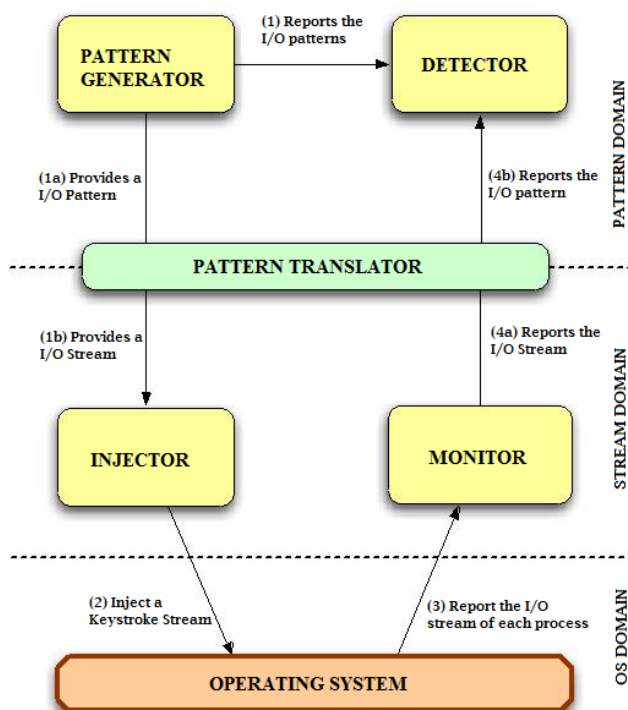 (1) Reports the
I/O patterns
PATTERN
GENERATOR
DETECTOR
PATTERN DOMAIN
(1a) Provides a
I/O Pattern
(4b) Reports the
I/O pattern
PATTERN TRANSLATOR
(1b) Provides a
I/O Stream
(4a) Reports the
I/O Stream
STREAM DOMAIN
INJECTOR
MONITOR
(2) Inject a
Keystroke Stream
(3) Report the I/O
stream of each process
OS DOMAIN
OPERATING SYSTEM